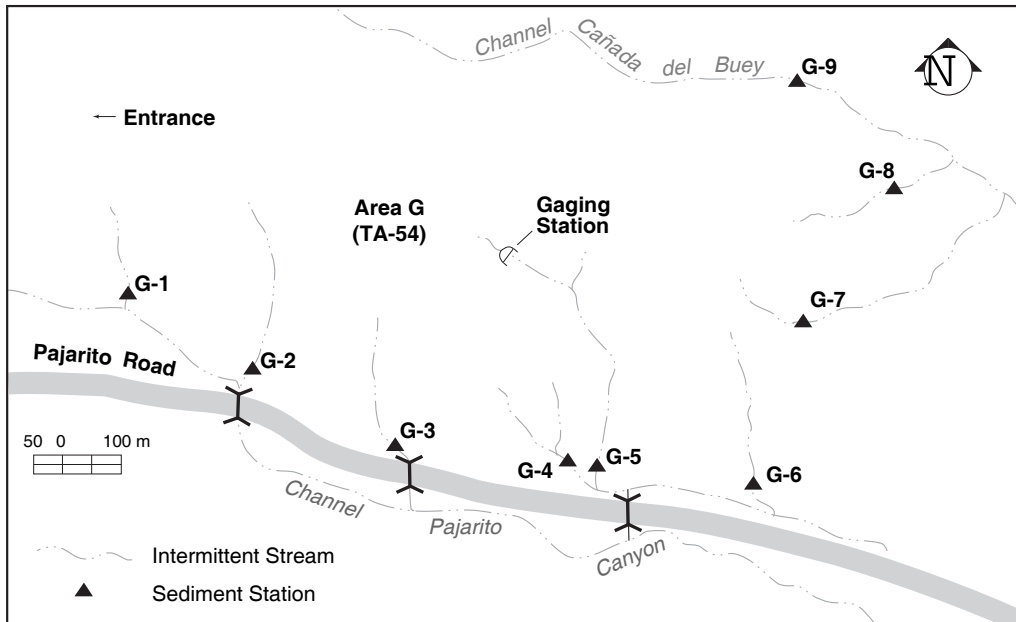 Channel Cañada del Buey
G-9
N
Entrance
G-8
Area G
(TA-54)
Gaging
Station
G-1
G-7
Pajarito Road
G-2
G-3
G-4
G-5
G-6
50 0 100 m
Channel Pajarito Canyon
Intermittent Stream
Sediment Station